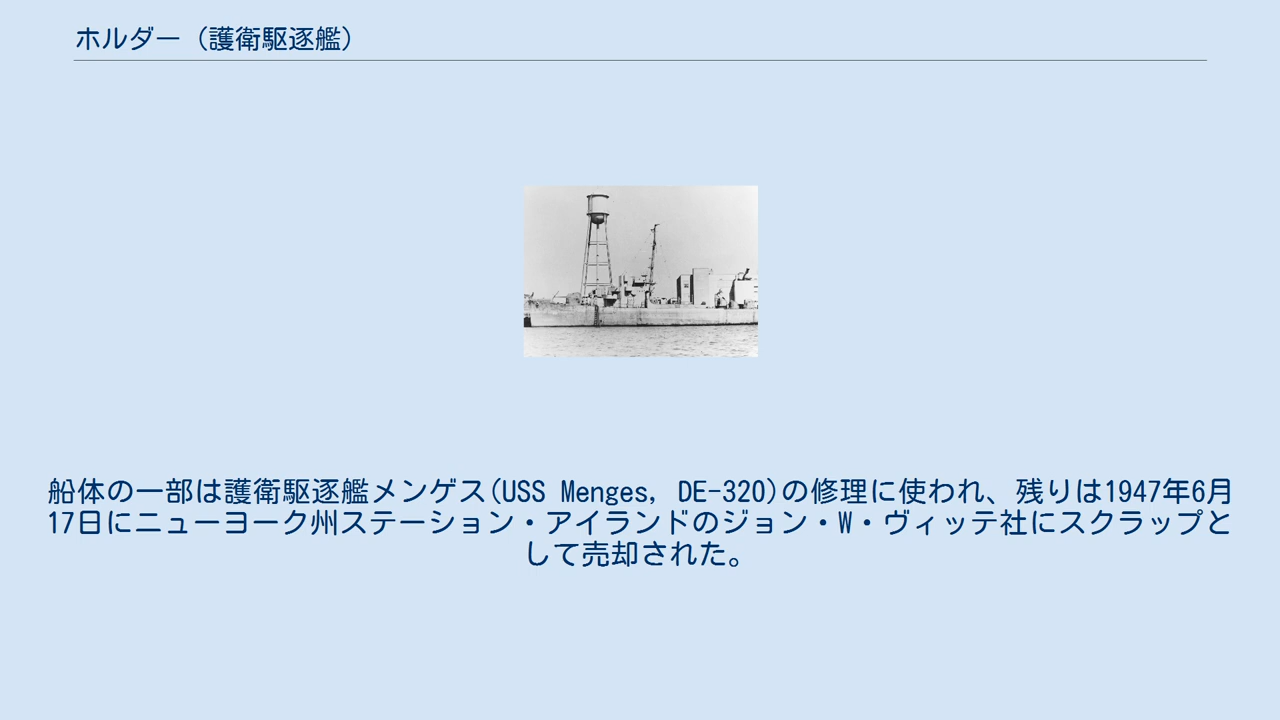 ホルダー（護衛駆逐艦）
船体の一部は護衛駆逐艦メンゲス(USS Menges, DE-320)の修理に使われ、残りは1947年6月
17日にニューヨーク州ステーション・アイランドのジョン・W・ヴィッテ社にスクラップと
して売却された。